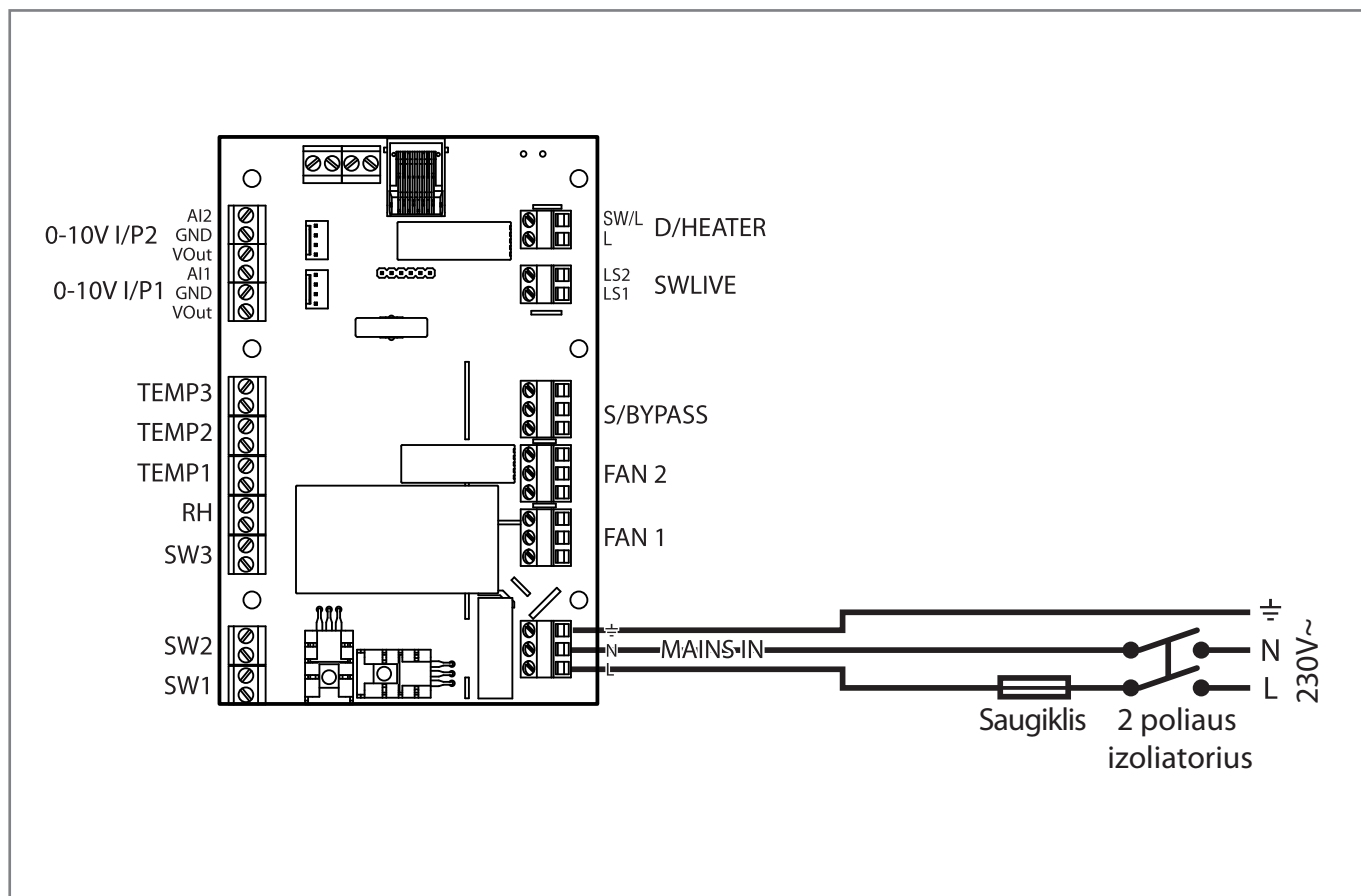 AI2
0-10V I/P2
GND
VOut
AI1
0-10V I/P1
GND
VOut
TEMP3
TEMP2
TEMP1
RH
SW3
SW2
SW1
SW/L
D/HEATER
L
LS2
SWLIVE
LS1
S/BYPASS
FAN 2
FAN 1
N
MAINS IN
L
N
L
230V~
Saugiklis
2 poliaus
izoliatorius